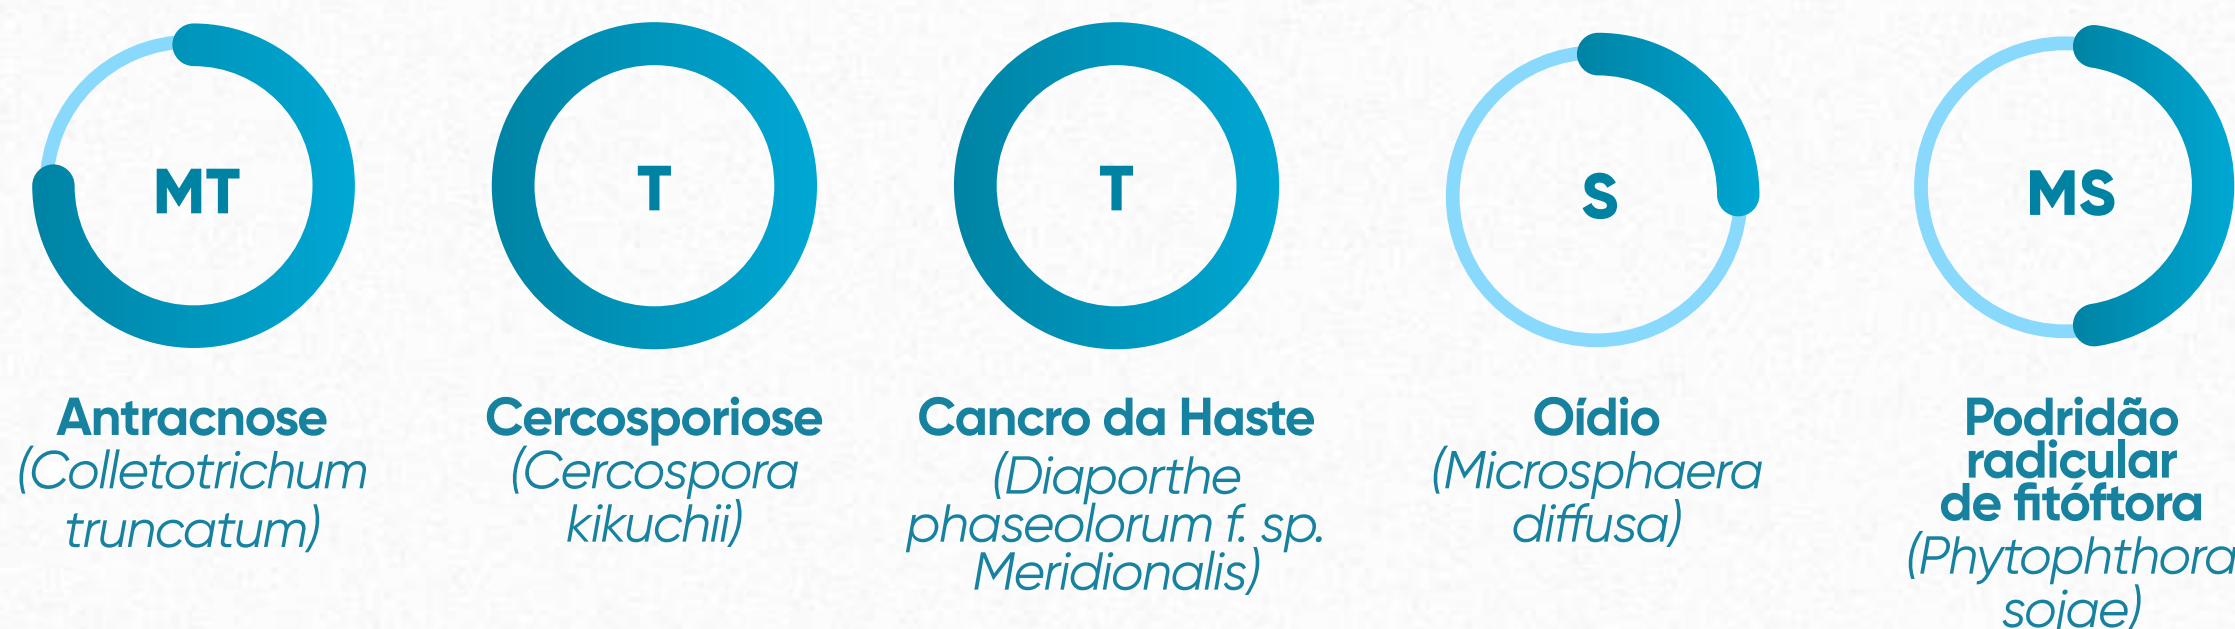 MT
Antracnose
(Colletotrichum
truncatum)
T
Cercosporiose
(Cercospora
kikuchii)
T
Cancro da Haste
(Diaporthe
phaseolorum f. sp.
Meridionalis)
S
Oídio
(Microsphaera
diffusa)
MS
Podridão
radicular
de fitóftora
(Phytophthora
sojae)